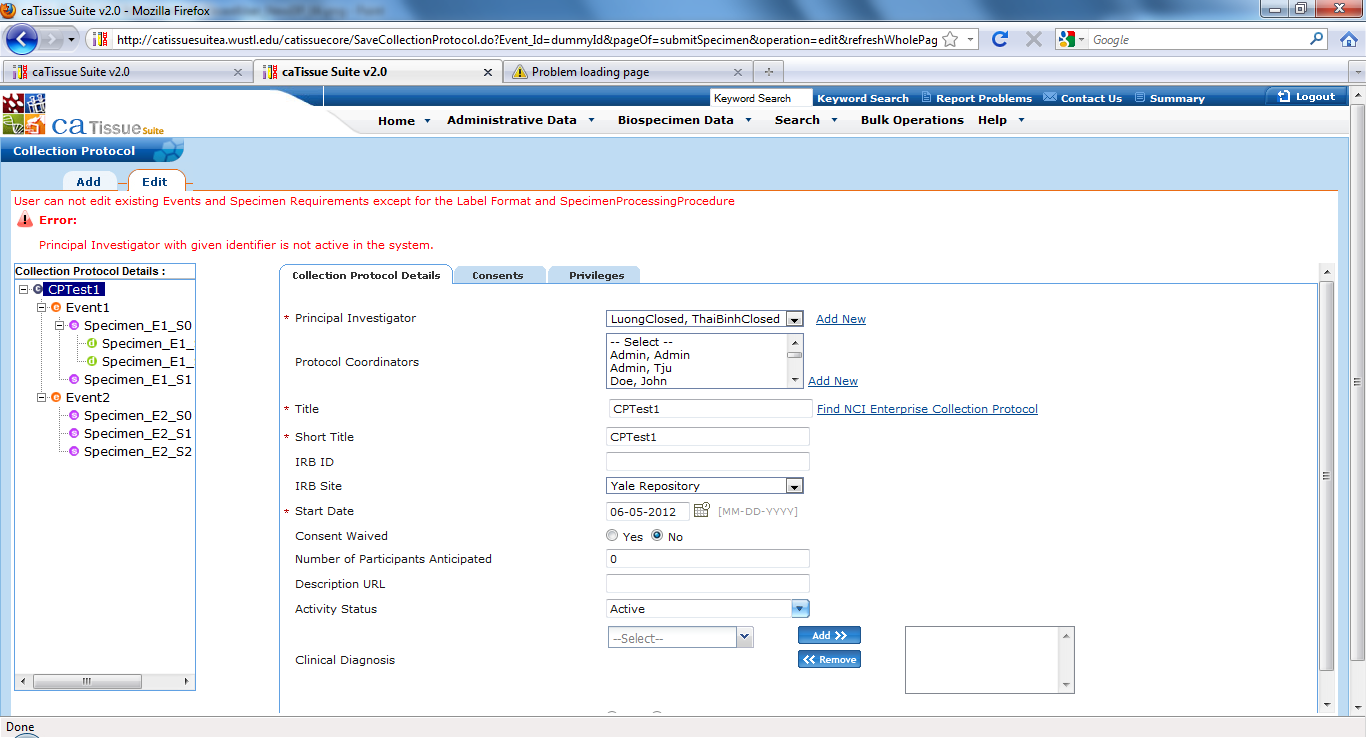 caTissue Suite v2.0 - Mozilla Firefox
http://catissuesuitea.wustl.edu/catissuecore/SaveCollectionProtocol.do?Event_Id=dummyId&pageOf=submitSpecimen&operation=edit&refreshWholePag
Google
caTissue Suite v2.0
caTissue Suite v2.0
Problem loading page
Keyword Search
Keyword Search
Report Problems
Contact Us
Summary
Logout
ca Tissue Suite
Home
Administrative Data
Biospecimen Data
Search
Bulk Operations
Help
Collection Protocol
Add
Edit
User can not edit existing Events and Specimen Requirements except for the Label Format and SpecimenProcessingProcedure
Error:
Principal Investigator with given identifier is not active in the system.
Collection Protocol Details :
C CPTest1
e Event1
s Specimen_E1_S0
d Specimen_E1_
d Specimen_E1_
s Specimen_E1_S1
e Event2
s Specimen_E2_S0
s Specimen_E2_S1
s Specimen_E2_S2
Collection Protocol Details
Consents
Privileges
* Principal Investigator
LuongClosed, ThaiBinhClosed
Add New
Protocol Coordinators
-- Select --
Admin, Admin
Admin, Tju
Doe, John
Add New
* Title
CPTest1
Find NCI Enterprise Collection Protocol
* Short Title
CPTest1
IRB ID
IRB Site
Yale Repository
* Start Date
06-05-2012
[MM-DD-YYYY]
Consent Waived
Yes
No
Number of Participants Anticipated
0
Description URL
Activity Status
Active
Clinical Diagnosis
--Select--
Add >>
<< Remove
Done